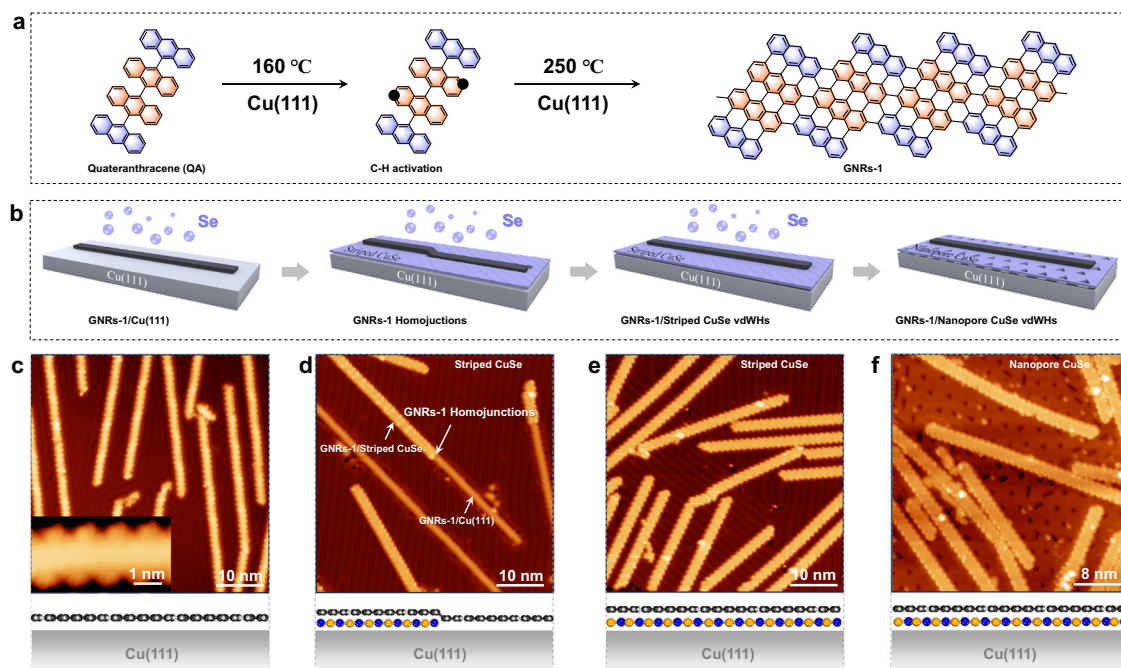 a
160 ℃
Cu(111)
250 ℃
Cu(111)
Quateranthracene (QA)
C-H activation
GNRs-1
b
Se
Se
Se
Striped CuSe
Striped CuSe
Nanopore CuSe
Cu(111)
Cu(111)
Cu(111)
Cu(111)
GNRs-1/Cu(111)
GNRs-1 Homojuctions
GNRs-1/Striped CuSe vdWHs
GNRs-1/Nanopore CuSe vdWHs
c
1 nm
10 nm
Cu(111)
d
Striped CuSe
GNRs-1 Homojunctions
GNRs-1/Striped CuSe
GNRs-1/Cu(111)
10 nm
Cu(111)
e
Striped CuSe
10 nm
Cu(111)
f
Nanopore CuSe
8 nm
Cu(111)